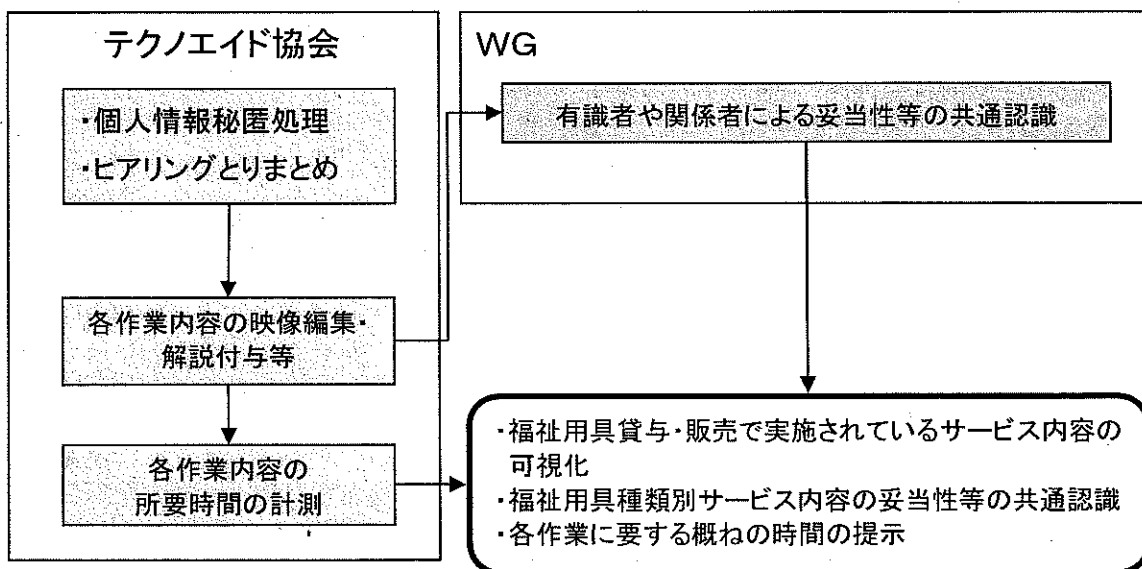 テクノエイド協会
・個人情報秘匿処理
・ヒアリングとりまとめ
各作業内容の映像編集・
解説付与等
各作業内容の
所要時間の計測
WG
有識者や関係者による妥当性等の共通認識
・福祉用具貸与・販売で実施されているサービス内容の
可視化
・福祉用具種類別サービス内容の妥当性等の共通認識
・各作業に要する概ねの時間の提示